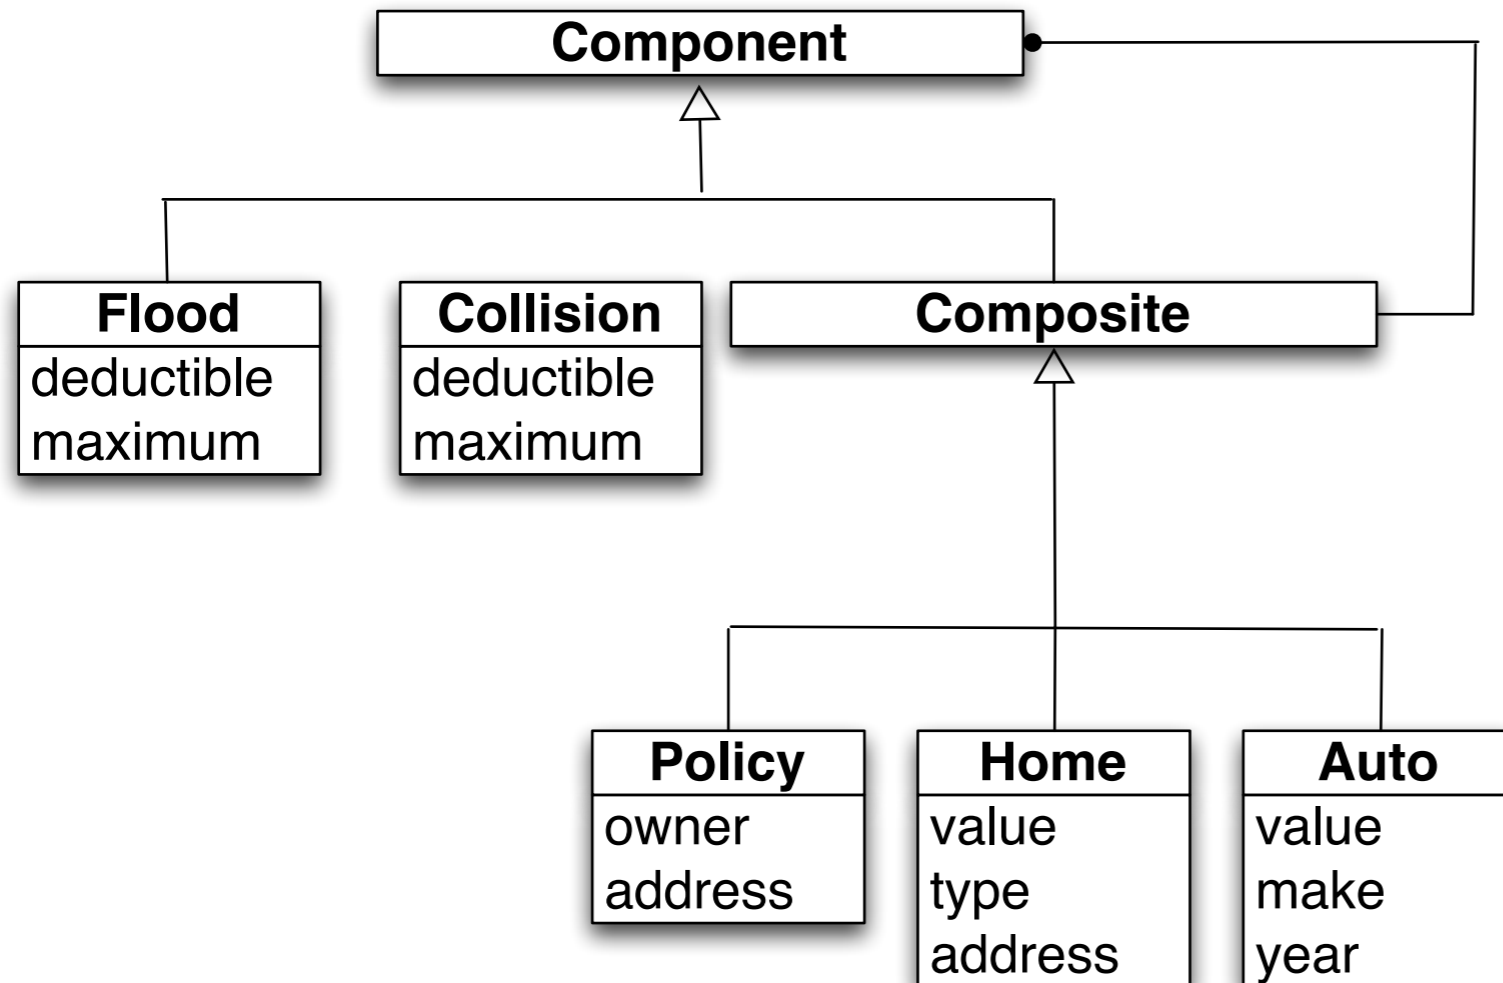 Component
Flood
deductible
maximum
Collision
deductible
maximum
Composite
Policy
owner
address
Home
value
type
address
Auto
value
make
year